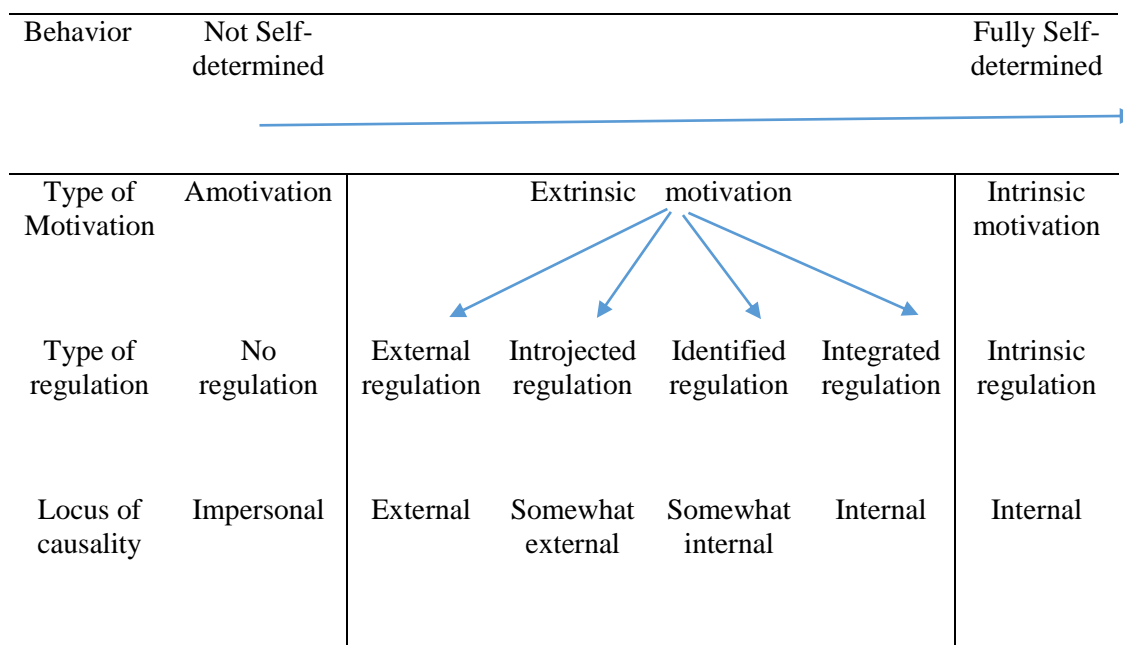 Behavior Not Self- Fully Self-
determined determined
Type of Amotivation Extrinsic motivation Intrinsic
Motivation motivation
Type of No External Introjected Identified Integrated Intrinsic
regulation regulation regulation regulation regulation regulation regulation
Locus of Impersonal External Somewhat Somewhat Internal Internal
causality external internal